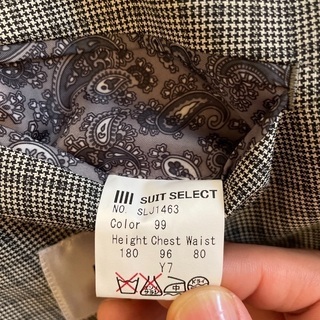 SUIT SELECT
NO. SLJ1463
Color 99
Height Chest Waist
180 96 80
Y7